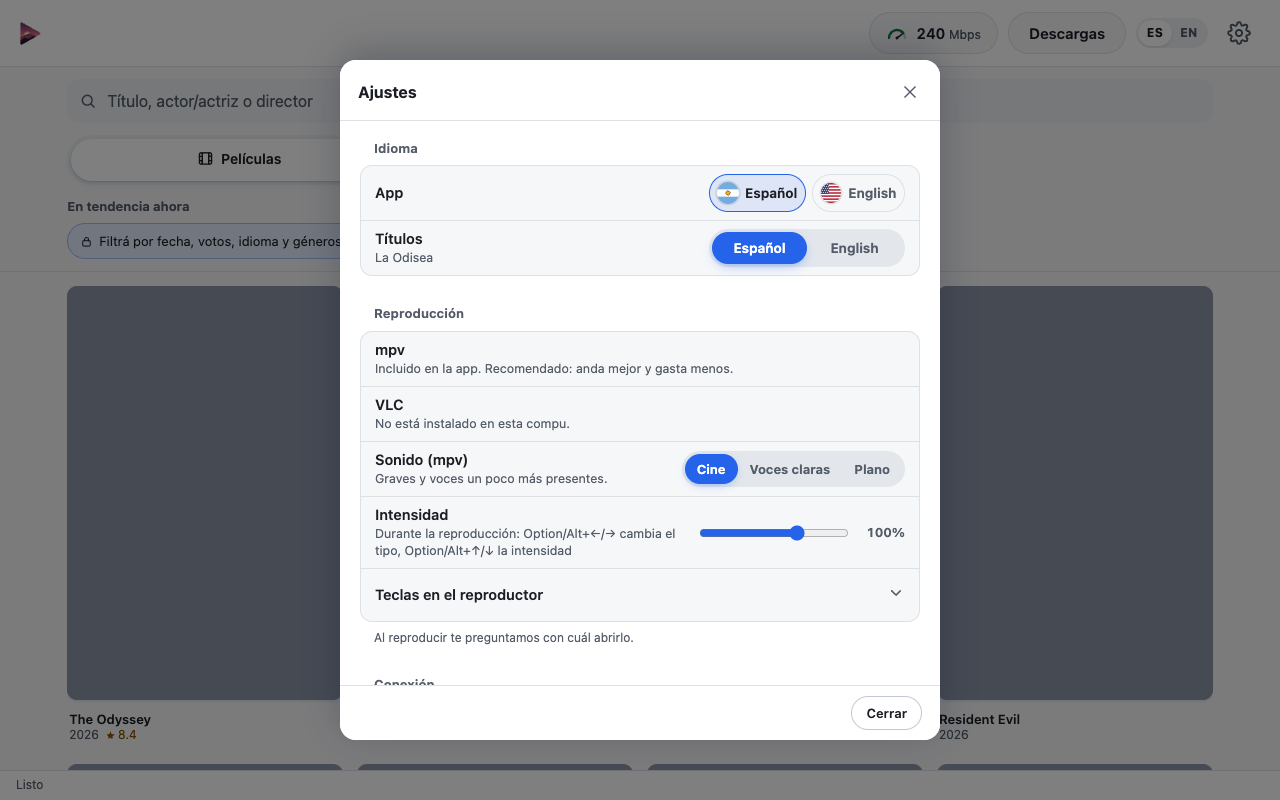 240 Mbps
Descargas
ES EN
Título, actor/actriz o director
Películas
En tendencia ahora
Filtrá por fecha, votos, idioma y géneros
Ajustes
Idioma
App
Español
English
Títulos
La Odisea
Español
English
Reproducción
mpv
Incluido en la app. Recomendado: anda mejor y gasta menos.
VLC
No está instalado en esta compu.
Sonido (mpv)
Graves y voces un poco más presentes.
Cine
Voces claras
Plano
Intensidad
Durante la reproducción: Option/Alt+←/→ cambia el
tipo, Option/Alt+↑/↓ la intensidad
100%
Teclas en el reproductor
Al reproducir te preguntamos con cuál abrirlo.
Conexión
Cerrar
The Odyssey
2026 ★ 8.4
Resident Evil
2026
Listo